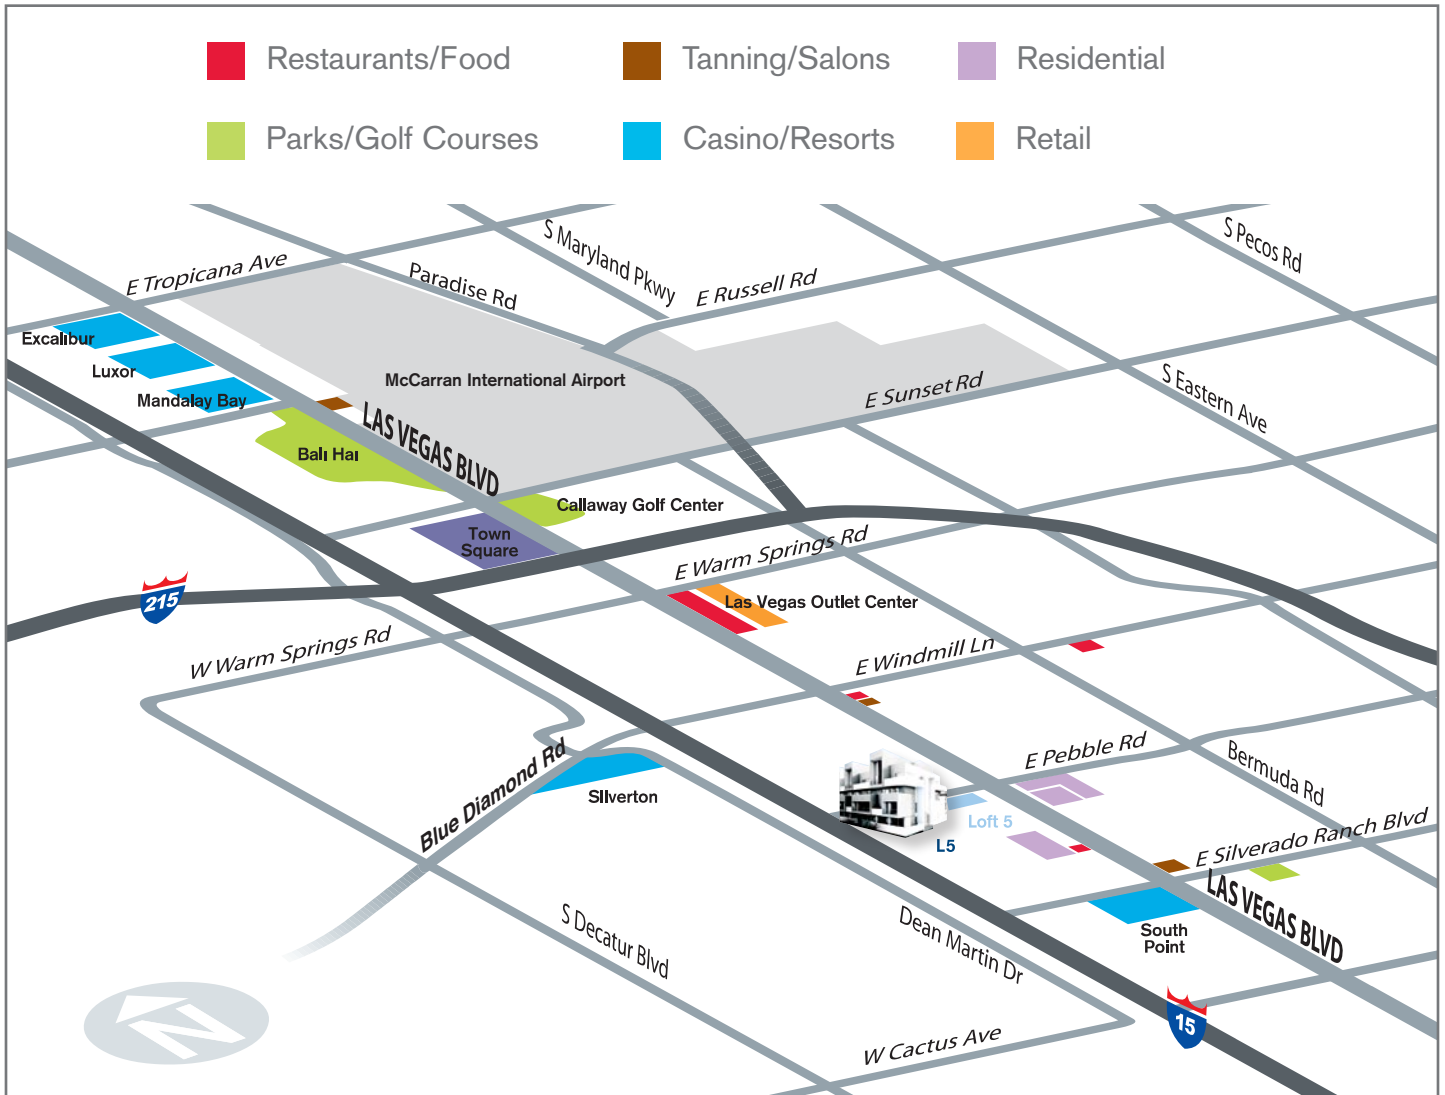 Restaurants/Food
Tanning/Salons
Residential
Parks/Golf Courses
Casino/Resorts
Retail
S Maryland Pkwy
S Pecos Rd
E Tropicana Ave
Paradise Rd
E Russell Rd
Excalibur
Luxor
McCarran International Airport
E Sunset Rd
S Eastern Ave
Mandalay Bay
LAS VEGAS BLVD
Bali Hai
Callaway Golf Center
Town
Square
E Warm Springs Rd
215
Las Vegas Outlet Center
W Warm Springs Rd
E Windmill Ln
E Pebble Rd
Bermuda Rd
Blue Diamond Rd
Silverton
Loft 5
L5
E Silverado Ranch Blvd
LAS VEGAS BLVD
S Decatur Blvd
Dean Martin Dr
South
Point
15
W Cactus Ave
N